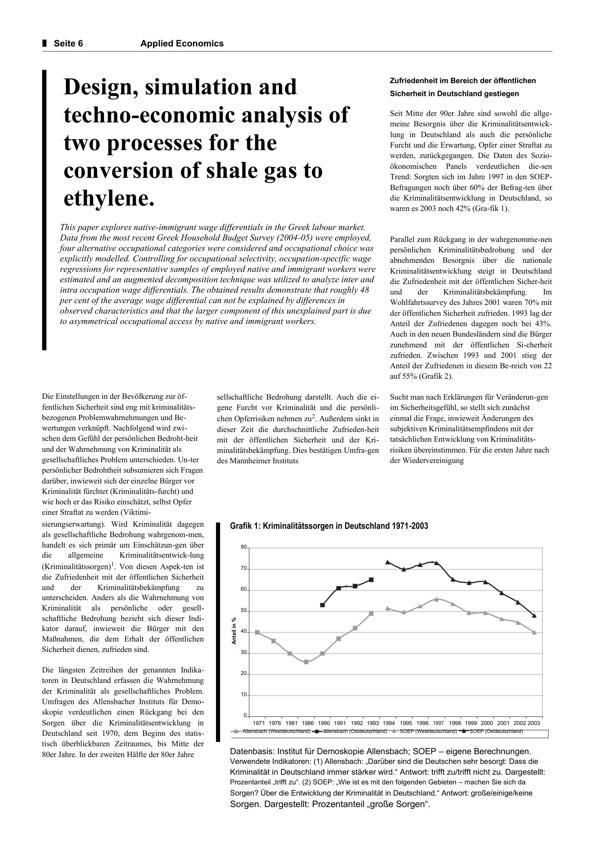 Seite 6
Applied Economics
Design, simulation and
techno-economic analysis of
two processes for the
conversion of shale gas to
ethylene.
This paper explores native-immigrant wage differentials in the Greek labour market.
Data from the most recent Greek Household Budget Survey (2004-05) were employed,
four alternative occupational categories were considered and occupational choice was
explicitly modelled. Controlling for occupational selectivity, occupation-specific wage
regressions for representative samples of employed native and immigrant workers were
estimated and an augmented decomposition technique was utilized to analyze inter and
intra occupation wage differentials. The obtained results demonstrate that roughly 48
per cent of the average wage differential can not be explained by differences in
observed characteristics and that the larger component of this unexplained part is due
to asymmetrical occupational access by native and immigrant workers.
Zufriedenheit im Bereich der öffentlichen
Sicherheit in Deutschland gestiegen
Seit Mitte der 90er Jahre sind sowohl die allge-
meine Besorgnis über die Kriminalitätsentwick-
lung in Deutschland als auch die persönliche
Furcht und die Erwartung, Opfer einer Straftat zu
werden, zurückgegangen. Die Daten des Sozio-
ökonomischen Panels verdeutlichen die-sen
Trend: Sorgten sich im Jahre 1997 in den SOEP-
Befragungen noch über 60% der Befrag-ten über
die Kriminalitätsentwicklung in Deutschland, so
waren es 2003 noch 42% (Gra-fik 1).
Parallel zum Rückgang in der wahrgenomme-nen
persönlichen Kriminalitätsbedrohung und der
abnehmenden Besorgnis über die nationale
Kriminalitätsentwicklung steigt in Deutschland
die Zufriedenheit mit der öffentlichen Sicher-heit
und der Kriminalitätsbekämpfung. Im
Wohlfahrtssurvey des Jahres 2001 waren 70% mit
der öffentlichen Sicherheit zufrieden. 1993 lag der
Anteil der Zufriedenen dagegen noch bei 43%.
Auch in den neuen Bundesländern sind die Bürger
zunehmend mit der öffentlichen Si-cherheit
zufrieden. Zwischen 1993 und 2001 stieg der
Anteil der Zufriedenen in diesem Be-reich von 22
auf 55% (Grafik 2).
Die Einstellungen in der Bevölkerung zur öf-
fentlichen Sicherheit sind eng mit kriminalitäts-
bezogenen Problemwahrnehmungen und Be-
wertungen verknüpft. Nachfolgend wird zwi-
schen dem Gefühl der persönlichen Bedroht-heit
und der Wahrnehmung von Kriminalität als
gesellschaftliches Problem unterschieden. Un-ter
persönlicher Bedrohtheit subsumieren sich Fragen
darüber, inwieweit sich der einzelne Bürger vor
Kriminalität fürchtet (Kriminalitäts-furcht) und
wie hoch er das Risiko einschätzt, selbst Opfer
einer Straftat zu werden (Viktimi-
sierungserwartung). Wird Kriminalität dagegen
als gesellschaftliche Bedrohung wahrgenom-men,
handelt es sich primär um Einschätzun-gen über
die allgemeine Kriminalitätsentwick-lung
(Kriminalitätssorgen)1. Von diesen Aspek-ten ist
die Zufriedenheit mit der öffentlichen Sicherheit
und der Kriminalitätsbekämpfung zu
unterscheiden. Anders als die Wahrnehmung von
Kriminalität als persönliche oder gesell-
schaftliche Bedrohung bezieht sich dieser Indi-
kator darauf, inwieweit die Bürger mit den
Maßnahmen, die dem Erhalt der öffentlichen
Sicherheit dienen, zufrieden sind.
Die längsten Zeitreihen der genannten Indika-
toren in Deutschland erfassen die Wahrnehmung
der Kriminalität als gesellschaftliches Problem.
Umfragen des Allensbacher Instituts für Demo-
skopie verdeutlichen einen Rückgang bei den
Sorgen über die Kriminalitätsentwicklung in
Deutschland seit 1970, dem Beginn des statis-
tisch überblickbaren Zeitraumes, bis Mitte der
80er Jahre. In der zweiten Hälfte der 80er Jahre
sellschaftliche Bedrohung darstellt. Auch die ei-
gene Furcht vor Kriminalität und die persönli-
chen Opferrisiken nehmen zu2. Außerdem sinkt in
dieser Zeit die durchschnittliche Zufrieden-heit
mit der öffentlichen Sicherheit und der Kri-
minalitätsbekämpfung. Dies bestätigen Umfra-gen
des Mannheimer Instituts
Sucht man nach Erklärungen für Veränderun-gen
im Sicherheitsgefühl, so stellt sich zunächst
einmal die Frage, inwieweit Änderungen des
subjektiven Kriminalitätsempfindens mit der
tatsächlichen Entwicklung von Kriminalitäts-
risiken übereinstimmen. Für die ersten Jahre nach
der Wiedervereinigung
Grafik 1: Kriminalitätssorgen in Deutschland 1971-2003
Anteil in %
80
70
60
50
40
30
20
10
0
1971 1976 1981 1986 1990 1991 1992 1993 1994 1995 1996 1997 1998 1999 2000 2001 2002 2003
Allensbach (Westdeutschland) Allensbach (Ostdeutschland) SOEP (Westdeutschland) SOEP (Ostdeutschland)
Datenbasis: Institut für Demoskopie Allensbach; SOEP – eigene Berechnungen.
Verwendete Indikatoren: (1) Allensbach: „Darüber sind die Deutschen sehr besorgt: Dass die
Kriminalität in Deutschland immer stärker wird.“ Antwort: trifft zu/trifft nicht zu. Dargestellt:
Prozentanteil „trifft zu“. (2) SOEP: „Wie ist es mit den folgenden Gebieten – machen Sie sich da
Sorgen? Über die Entwicklung der Kriminalität in Deutschland.“ Antwort: große/einige/keine
Sorgen. Dargestellt: Prozentanteil „große Sorgen“.